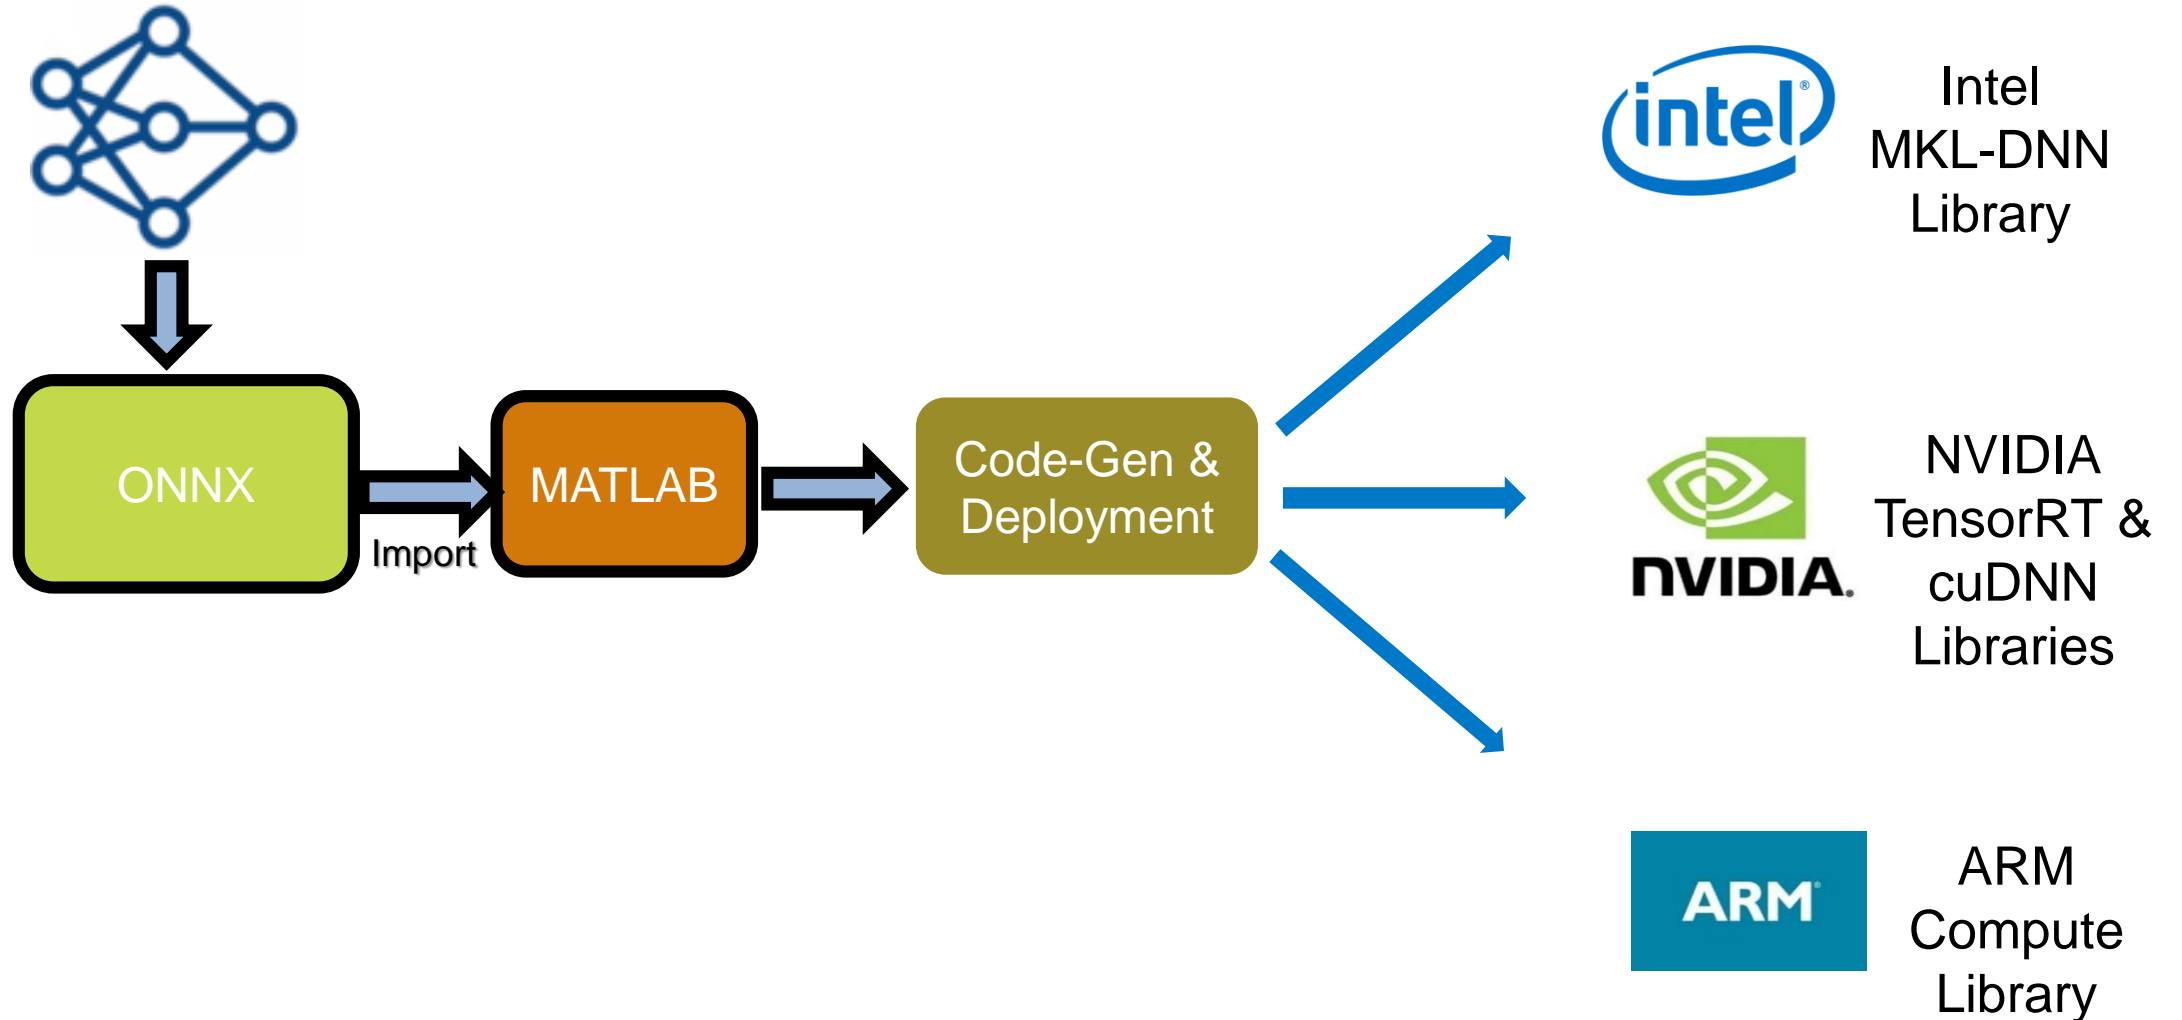 ONNX
Import
MATLAB
Code-Gen &
Deployment
intel®
Intel
MKL-DNN
Library
NVIDIA.
NVIDIA
TensorRT &
cuDNN
Libraries
ARM
ARM
Compute
Library